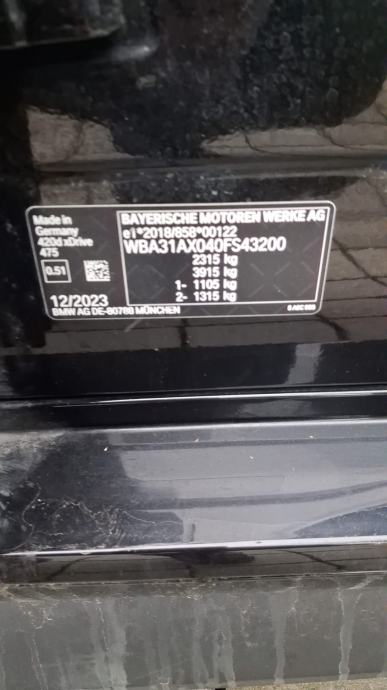 Made in
Germany
420d xDrive
475
0.51
12/2023
BAYERISCHE MOTOREN WERKE AG
e1*2018/858*00122
WBA31AX040FS43200
2315 kg
3915 kg
1- 1105 kg
2- 1315 kg
BMW AG DE-80788 MÜNCHEN